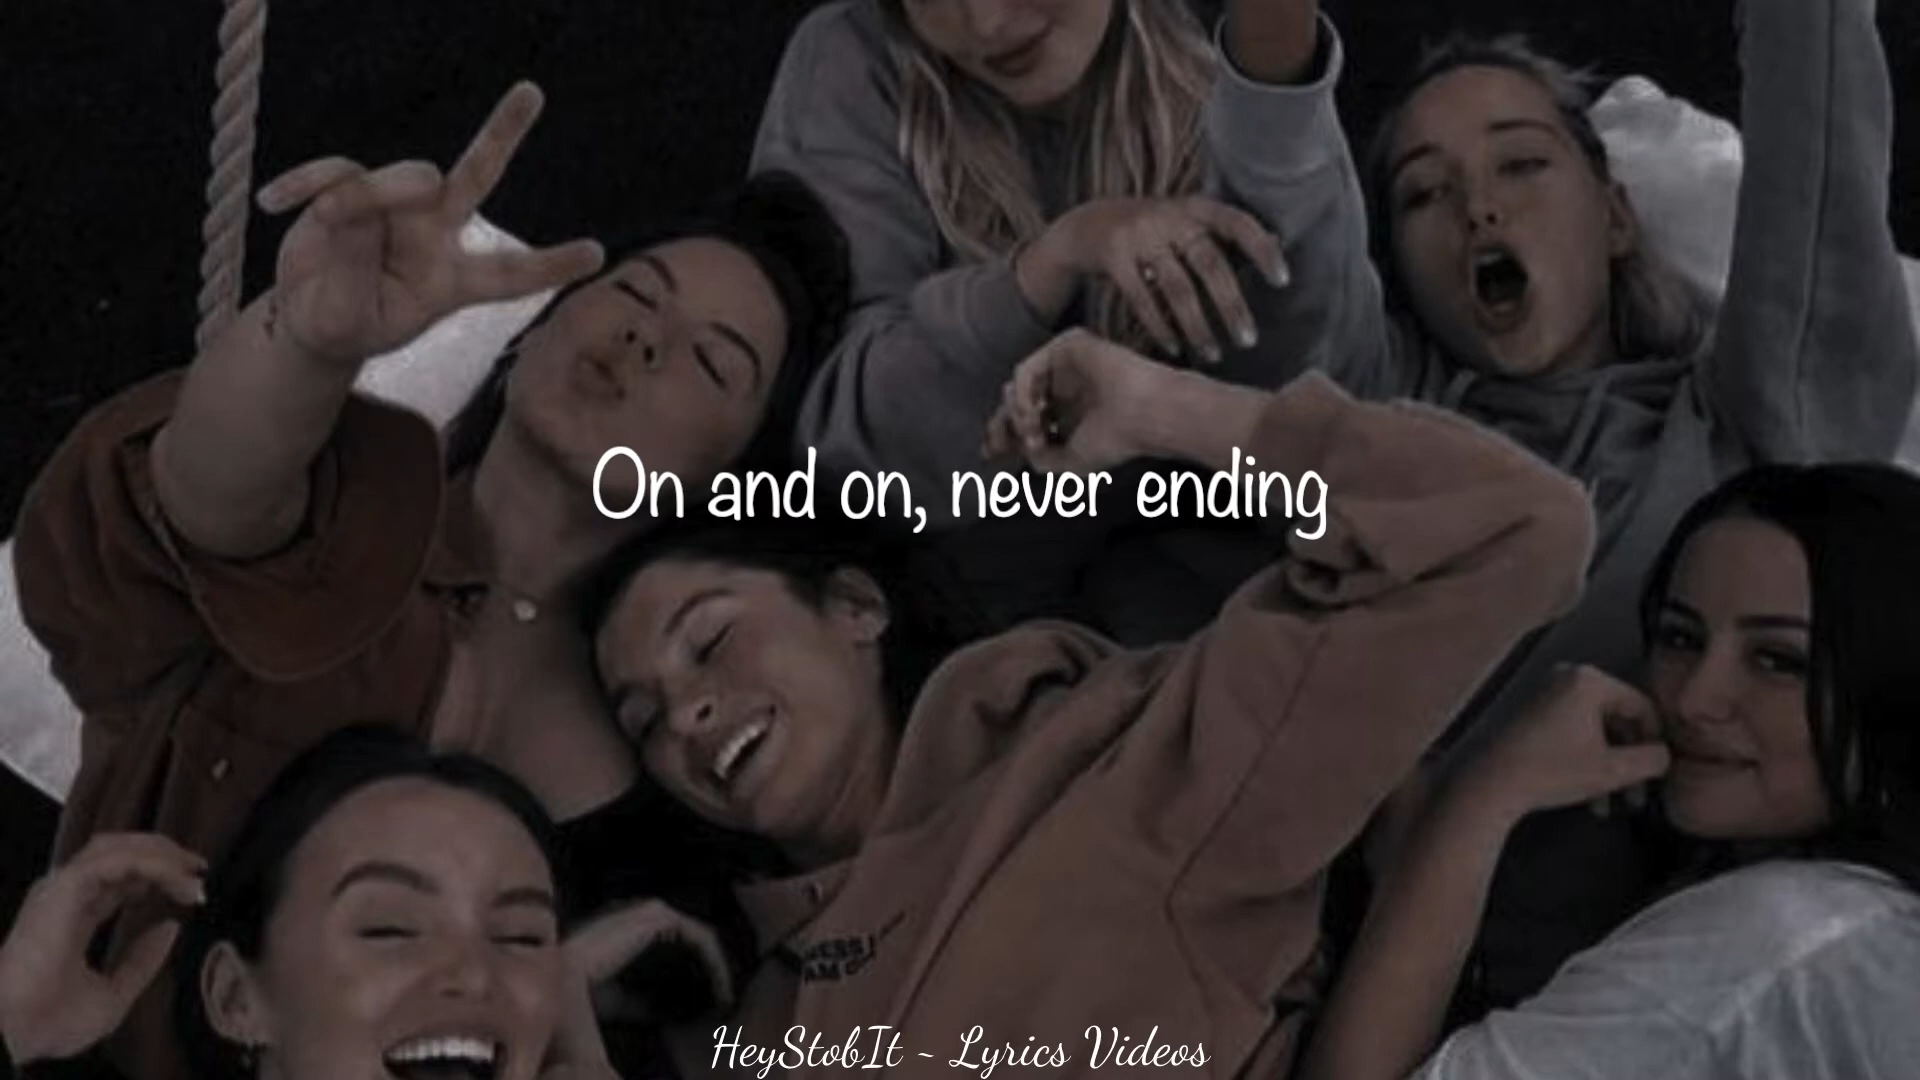 On and on, never ending
HeyStobIt ~ Lyrics Videos